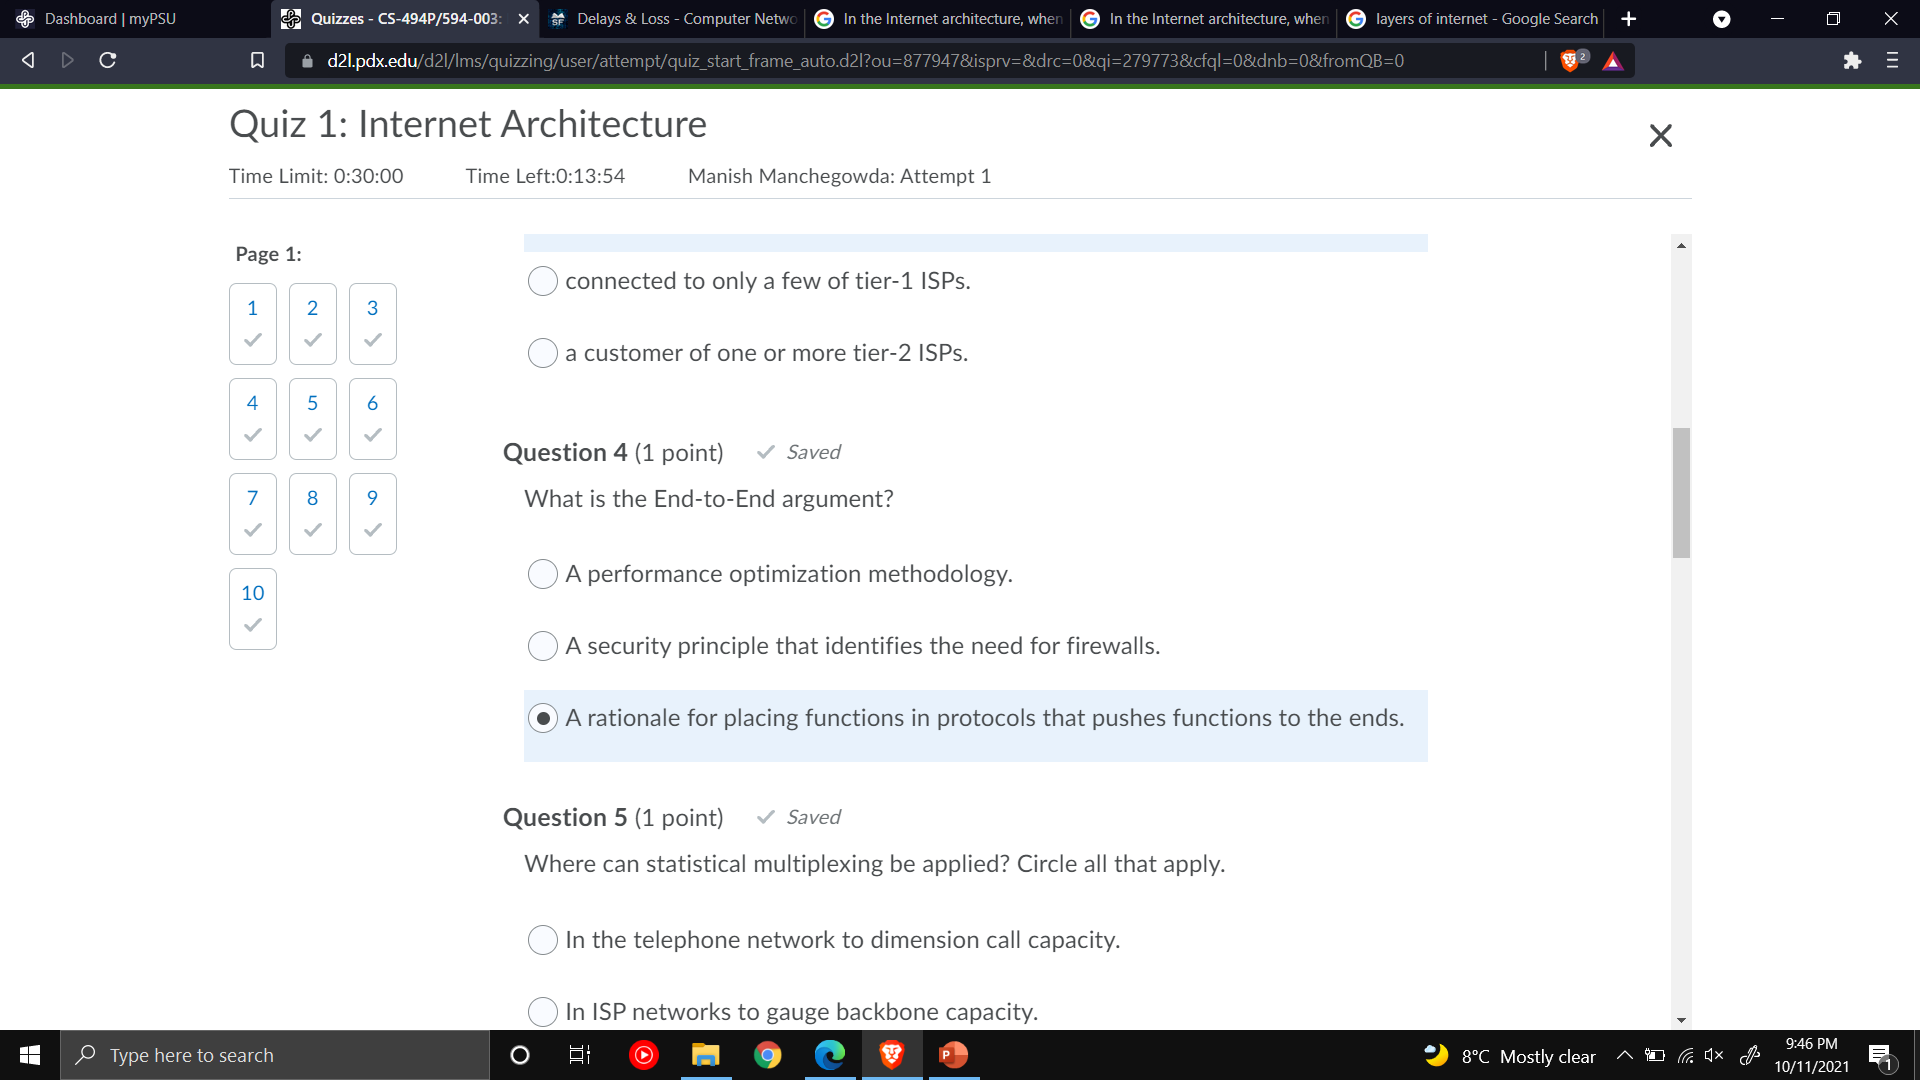 Dashboard | myPSU
Quizzes - CS-494P/594-003:
Delays & Loss - Computer Netwo
In the Internet architecture, when
In the Internet architecture, when
layers of internet - Google Search
d2l.pdx.edu/d2l/lms/quizzing/user/attempt/quiz_start_frame_auto.d2l?ou=877947&isprv=&drc=0&qi=279773&cfql=0&dnb=0&fromQB=0
2
Quiz 1: Internet Architecture
Time Limit: 0:30:00 Time Left:0:13:54 Manish Manchegowda: Attempt 1
Page 1:
1 2 3
4 5 6
7 8 9
10
connected to only a few of tier-1 ISPs.
a customer of one or more tier-2 ISPs.
Question 4 (1 point) Saved
What is the End-to-End argument?
A performance optimization methodology.
A security principle that identifies the need for firewalls.
A rationale for placing functions in protocols that pushes functions to the ends.
Question 5 (1 point) Saved
Where can statistical multiplexing be applied? Circle all that apply.
In the telephone network to dimension call capacity.
In ISP networks to gauge backbone capacity.
Type here to search
8°C Mostly clear
9:46 PM
10/11/2021
1